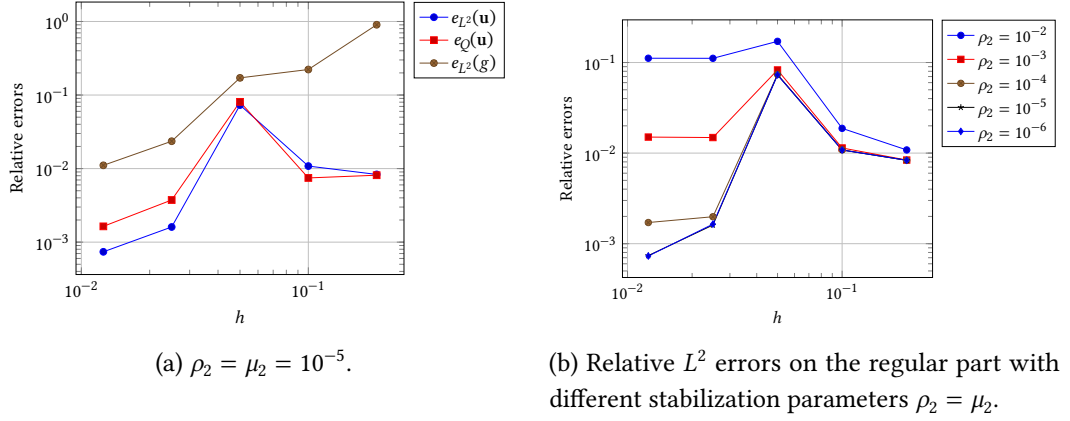 10^0
10^{-1}
10^{-2}
10^{-3}
Relative errors
10^{-2}
10^{-1}
h
e_{L^2}(u)
e_Q(u)
e_{L^2}(g)
(a) ρ_2 = μ_2 = 10^{-5}.
10^{-1}
10^{-2}
10^{-3}
Relative errors
10^{-2}
10^{-1}
h
ρ_2 = 10^{-2}
ρ_2 = 10^{-3}
ρ_2 = 10^{-4}
ρ_2 = 10^{-5}
ρ_2 = 10^{-6}
(b) Relative L^2 errors on the regular part with
different stabilization parameters ρ_2 = μ_2.